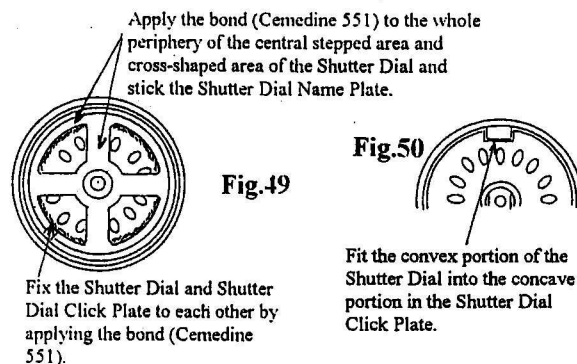 Apply the bond (Cemedine 551) to the whole
periphery of the central stepped area and
cross-shaped area of the Shutter Dial and
stick the Shutter Dial Name Plate.
Fig.49
Fig.50
Fix the Shutter Dial and Shutter
Dial Click Plate to each other by
applying the bond (Cemedine
551).
Fit the convex portion of the
Shutter Dial into the concave
portion in the Shutter Dial
Click Plate.